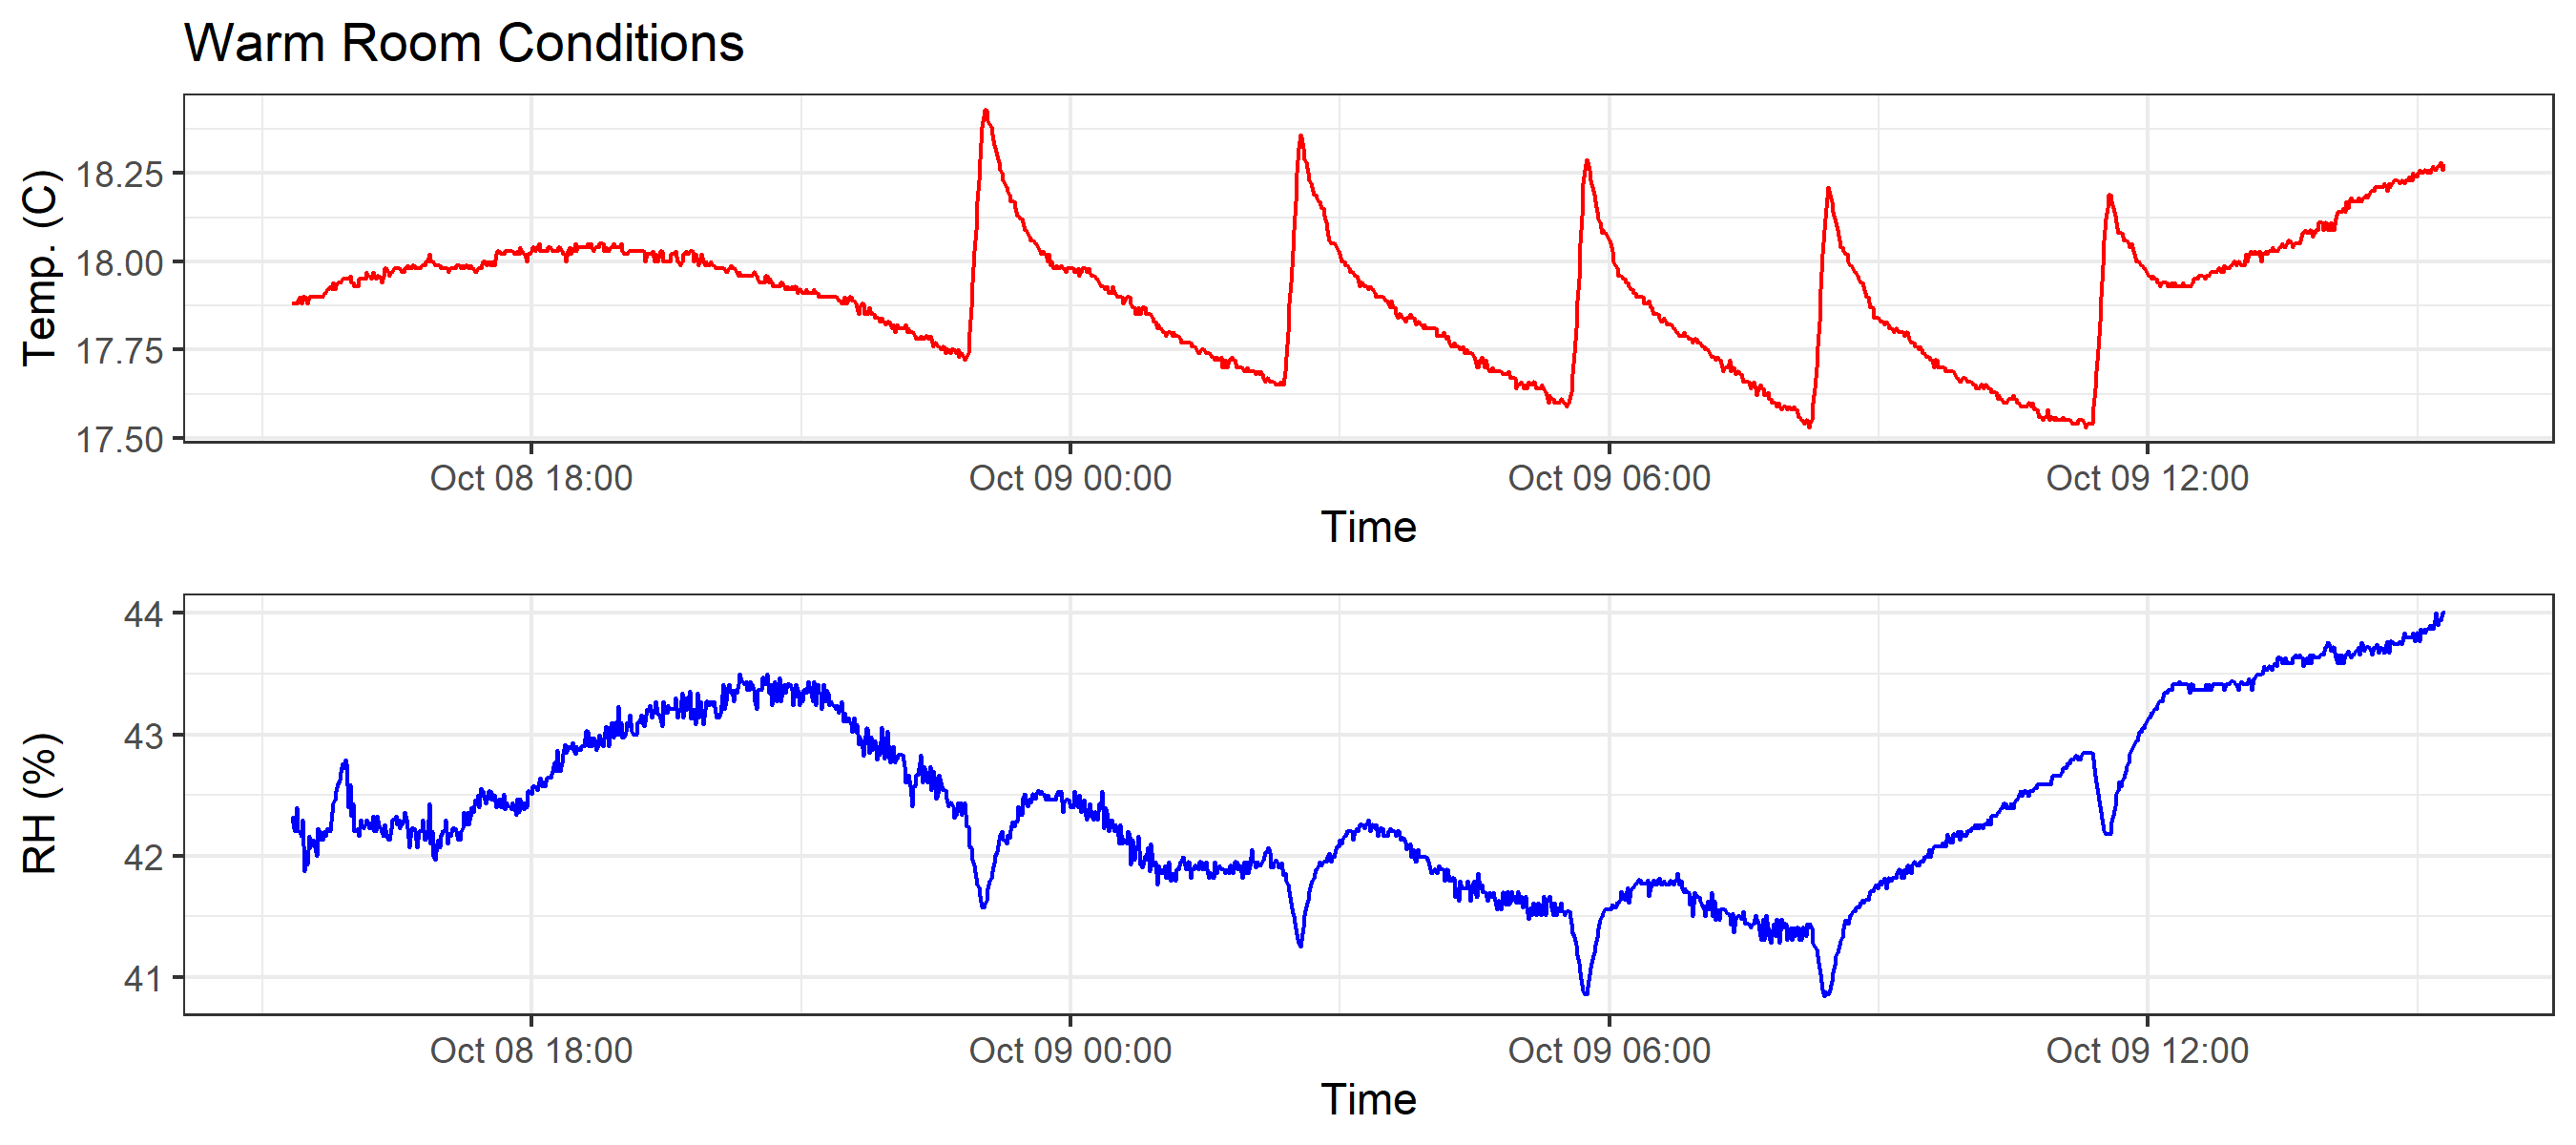 Warm Room Conditions
Temp. (C)
18.25
18.00
17.75
17.50
Oct 08 18:00 Oct 09 00:00 Oct 09 06:00 Oct 09 12:00
Time
RH (%)
44
43
42
41
Oct 08 18:00 Oct 09 00:00 Oct 09 06:00 Oct 09 12:00
Time